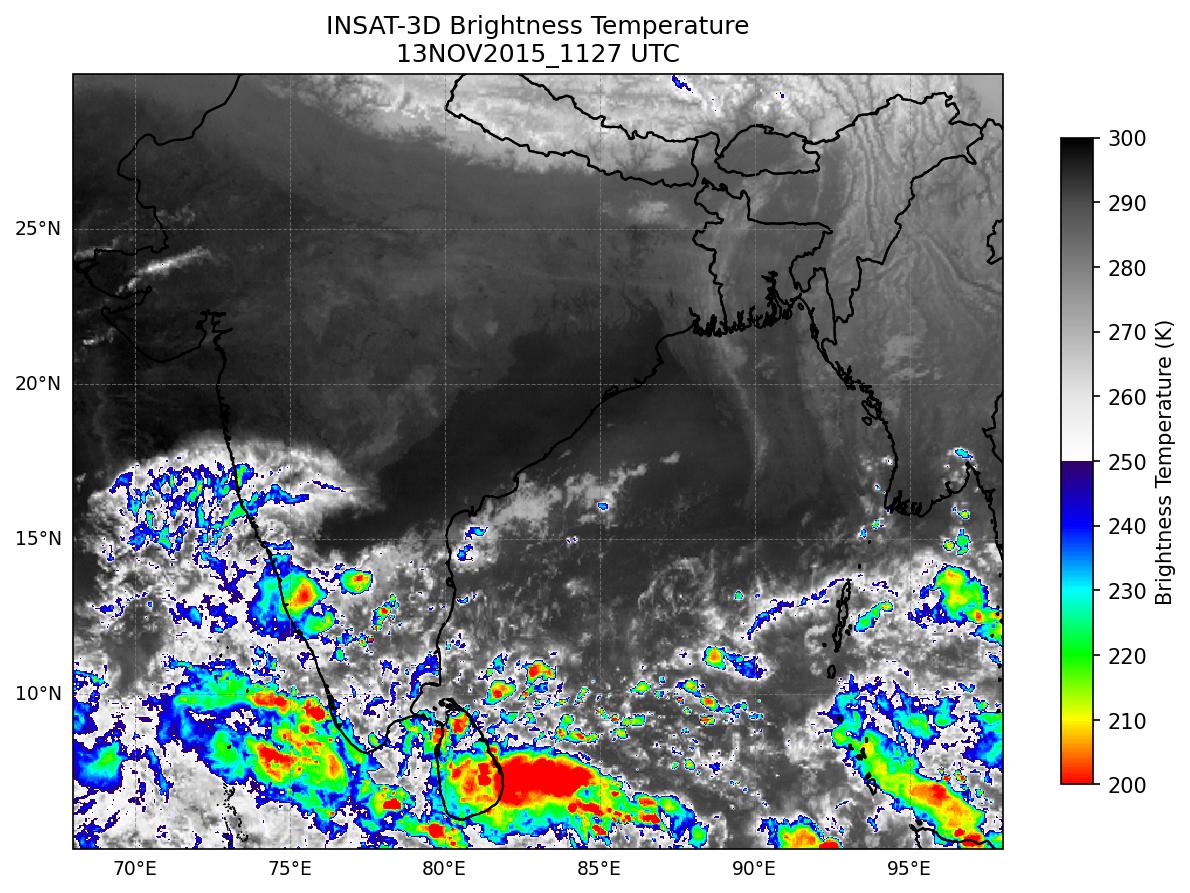 INSAT-3D Brightness Temperature
13NOV2015_1127 UTC
25°N
20°N
15°N
10°N
70°E
75°E
80°E
85°E
90°E
95°E
300
290
280
270
260
250
240
230
220
210
200
Brightness Temperature (K)